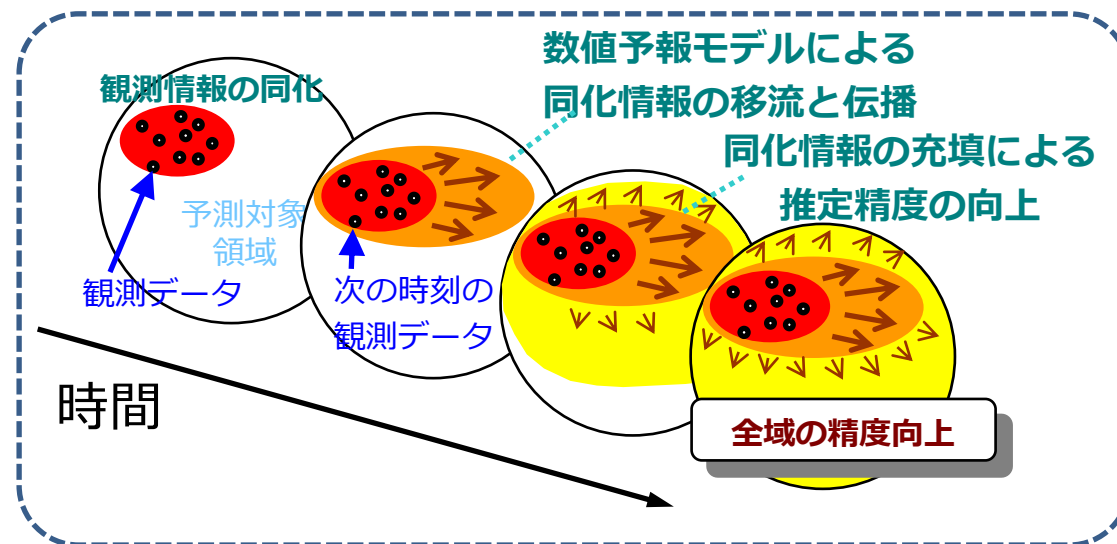 数値予報モデルによる
同化情報の移流と伝播
観測情報の同化
同化情報の充填による
推定精度の向上
予測対象
領域
観測データ
次の時刻の
観測データ
時間
全域の精度向上